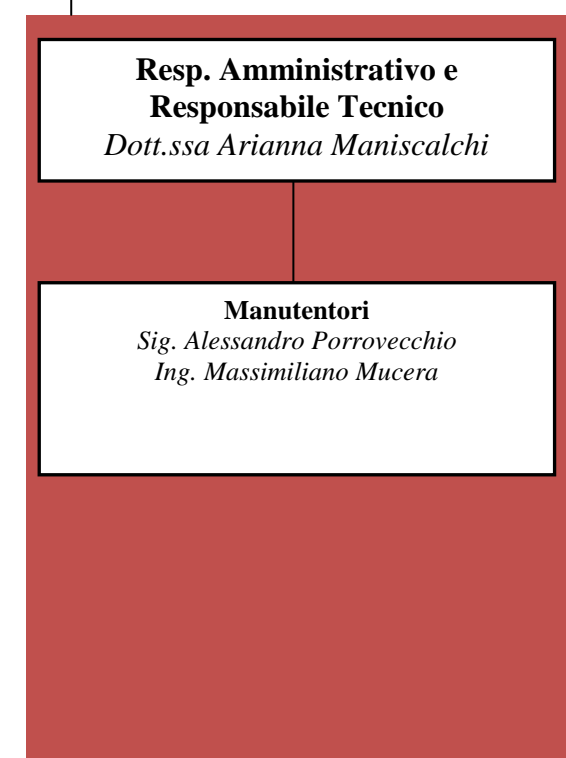 Resp. Amministrativo e
Responsabile Tecnico
Dott.ssa Arianna Maniscalchi
Manutentori
Sig. Alessandro Porrovecchio
Ing. Massimiliano Mucera